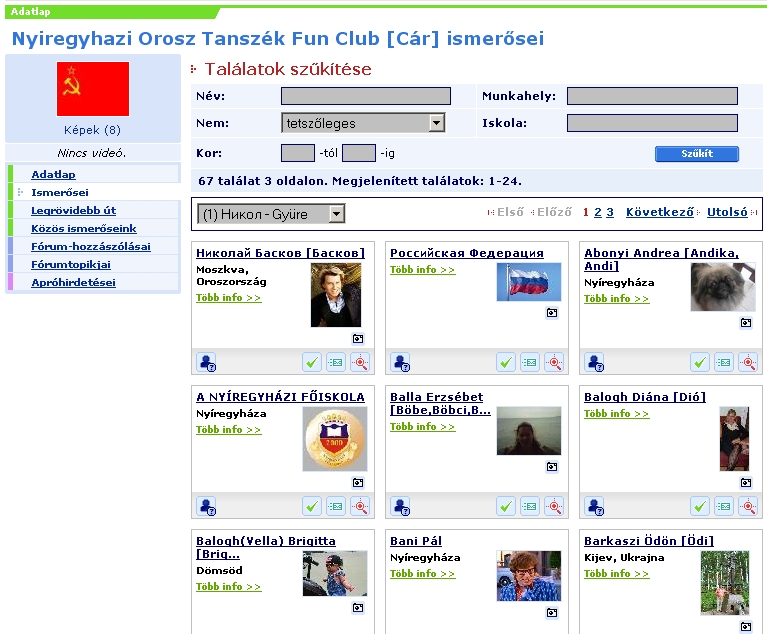 Adatlap
Nyiregyhazi Orosz Tanszék Fun Club [Cár] ismerősei
Képek (8)
Nincs videó.
Adatlap
Ismerősei
Legrövidebb út
Közös ismerőseink
Fórum-hozzászólásai
Fórumtopikjai
Apróhirdetései
Találatok szűkítése
Név:
Munkahely:
Nem:
tetszőleges
Iskola:
Kor:
-tól
-ig
Szűkít
67 találat 3 oldalon. Megjelenített találatok: 1-24.
(1) Никол - Gyüre
Első
Előző
1 2 3
Következő
Utolsó
Николай Басков [Басков]
Moszkva,
Oroszország
Több info >>
Российская Федерация
Több info >>
Abonyi Andrea [Andika,
Andi]
Nyíregyháza
Több info >>
A NYÍREGYHÁZI FŐISKOLA
Nyíregyháza
Több info >>
2000
Balla Erzsébet
[Böbe,Böbci,B...
Több info >>
Balogh Diána [Dió]
Több info >>
Balogh(Vella) Brigitta
[Brig...
Dömsöd
Több info >>
Bani Pál
Nyíregyháza
Több info >>
Barkaszi Ödön [Ödi]
Kijev, Ukrajna
Több info >>